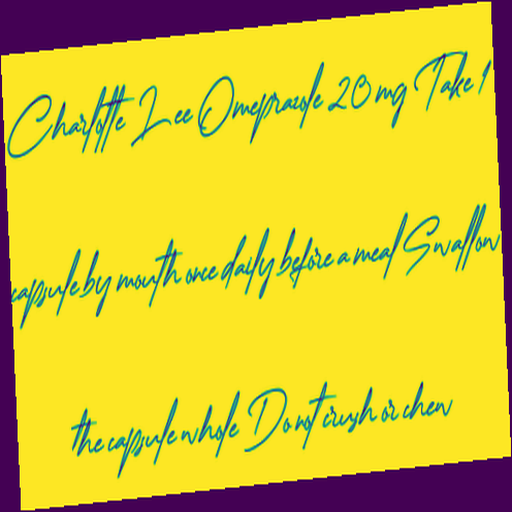 Charlotte Lee Omeprazole 20 mg Take 1
capsule by mouth once daily before a meal Swallow
the capsule whole Do not crush or chew